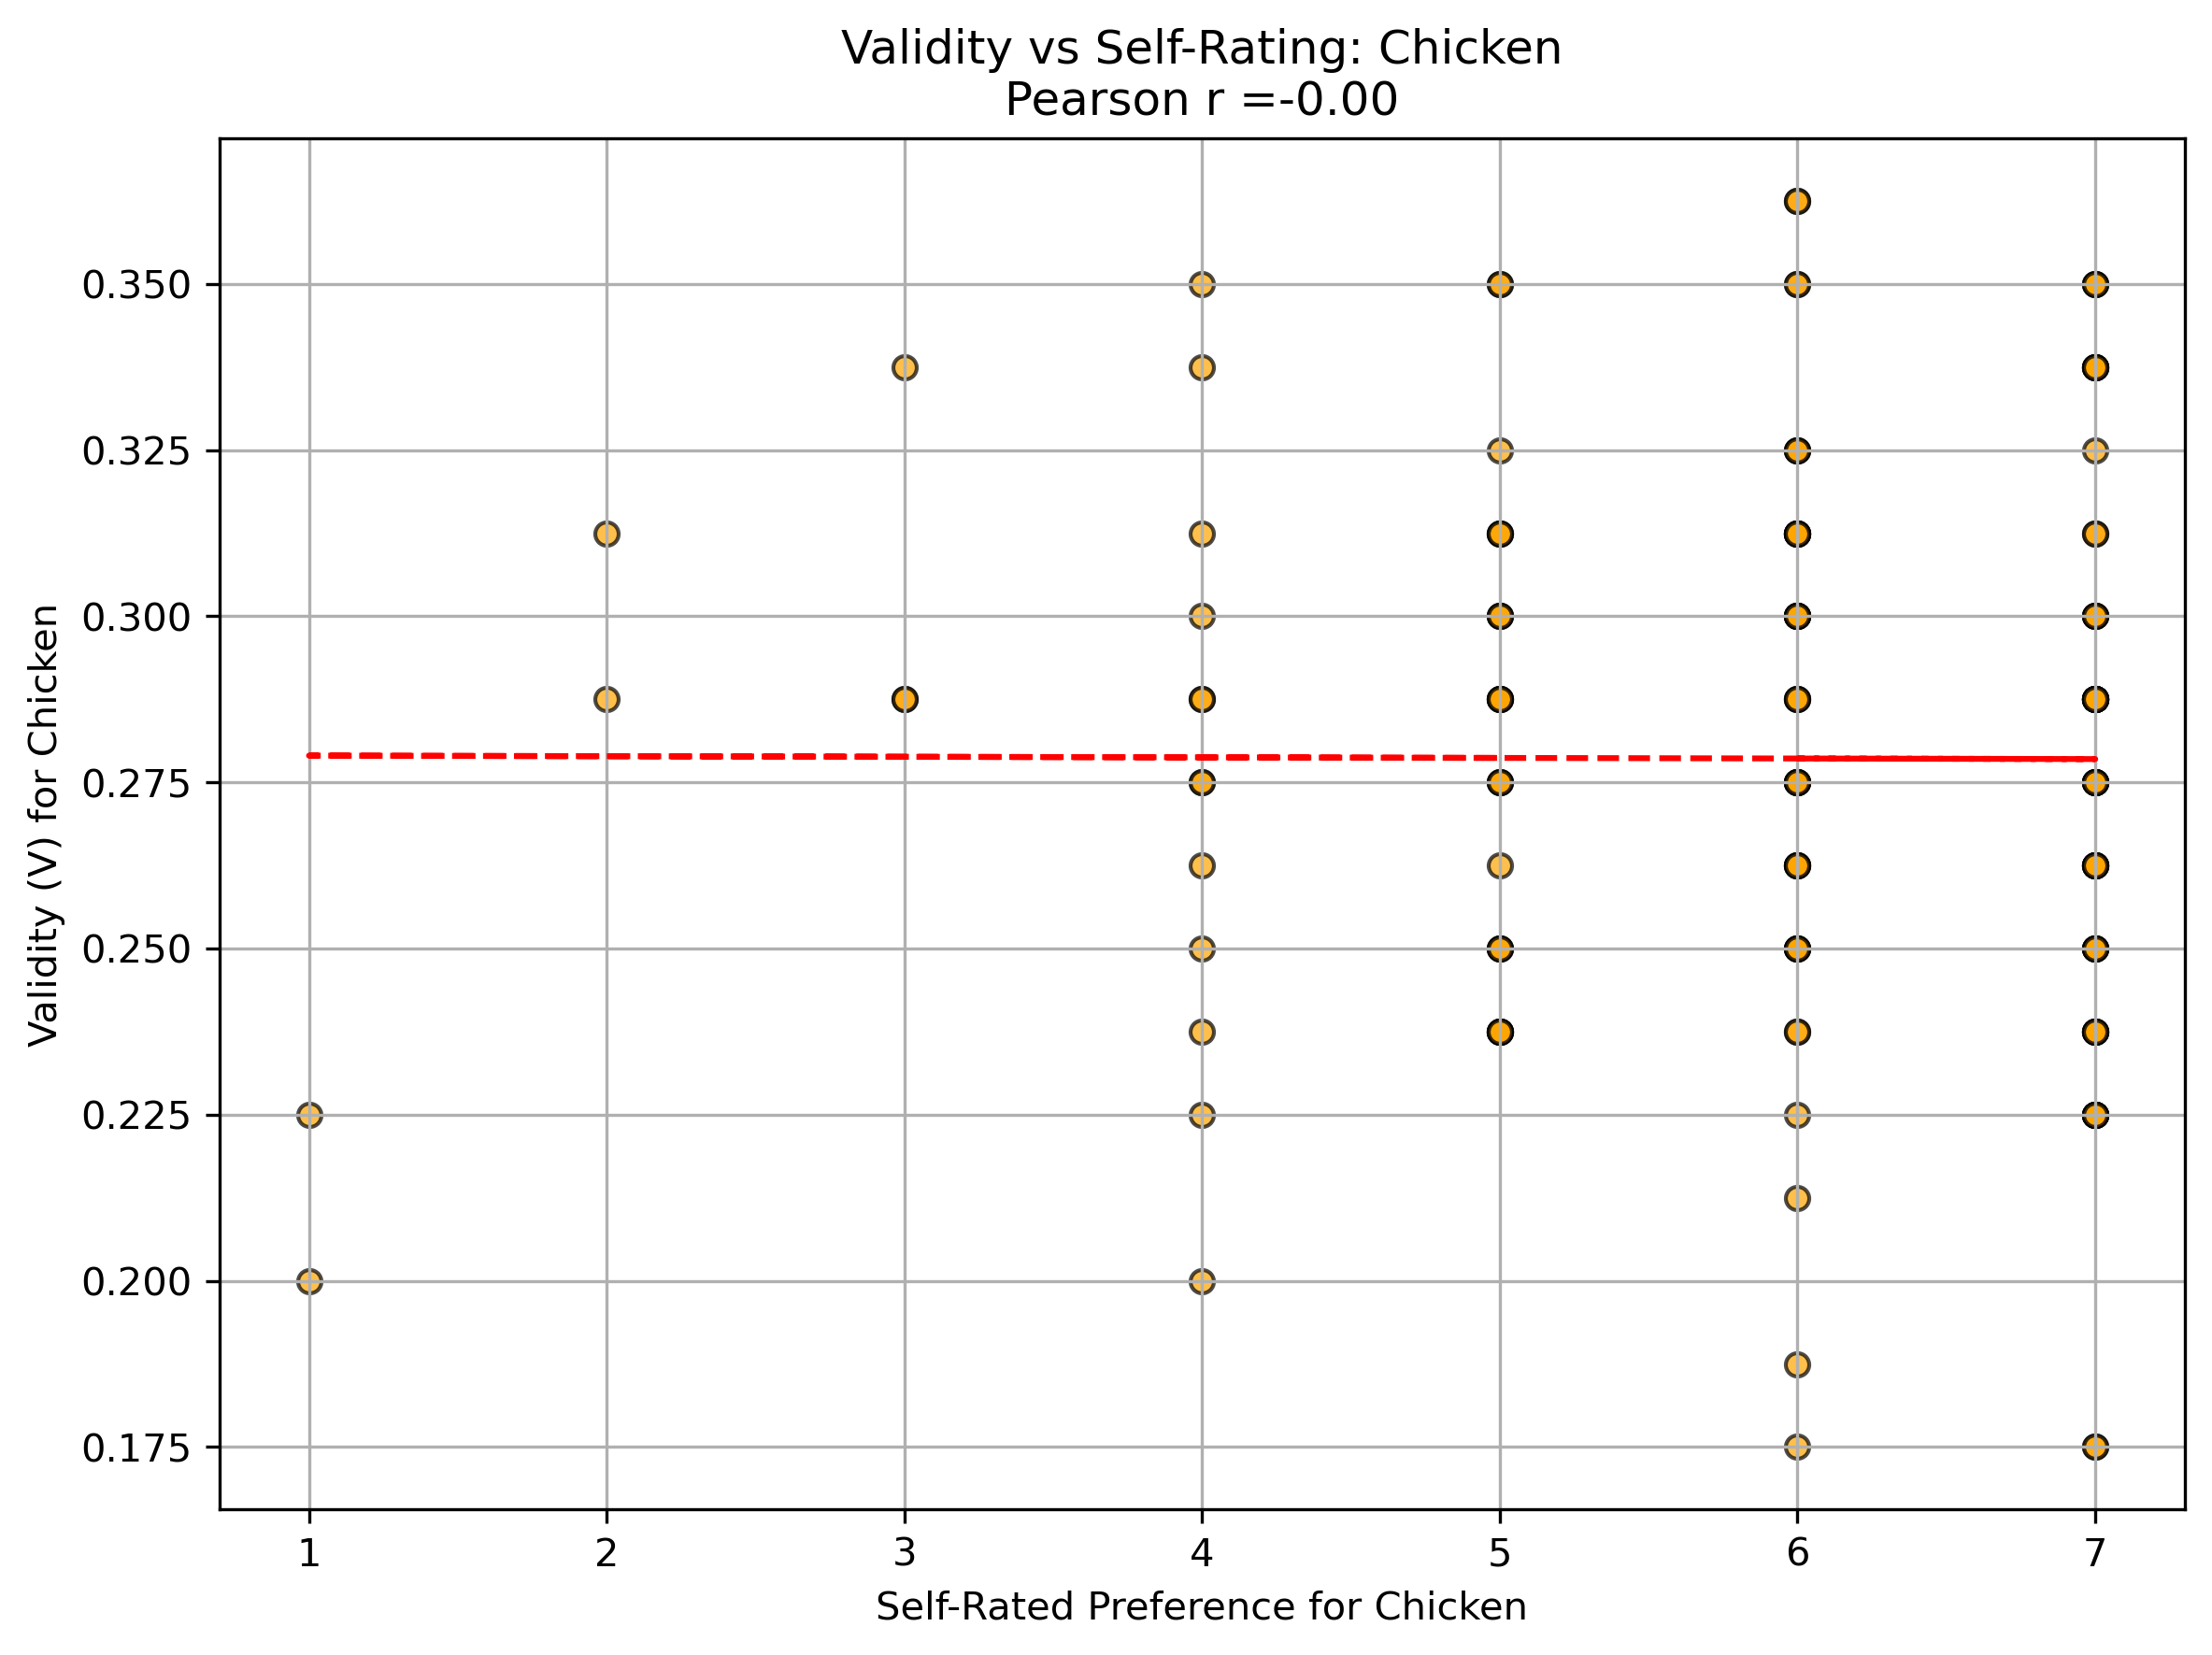 Validity vs Self-Rating: Chicken
Pearson r =-0.00
Validity (V) for Chicken
0.350
0.325
0.300
0.275
0.250
0.225
0.200
0.175
1 2 3 4 5 6 7
Self-Rated Preference for Chicken